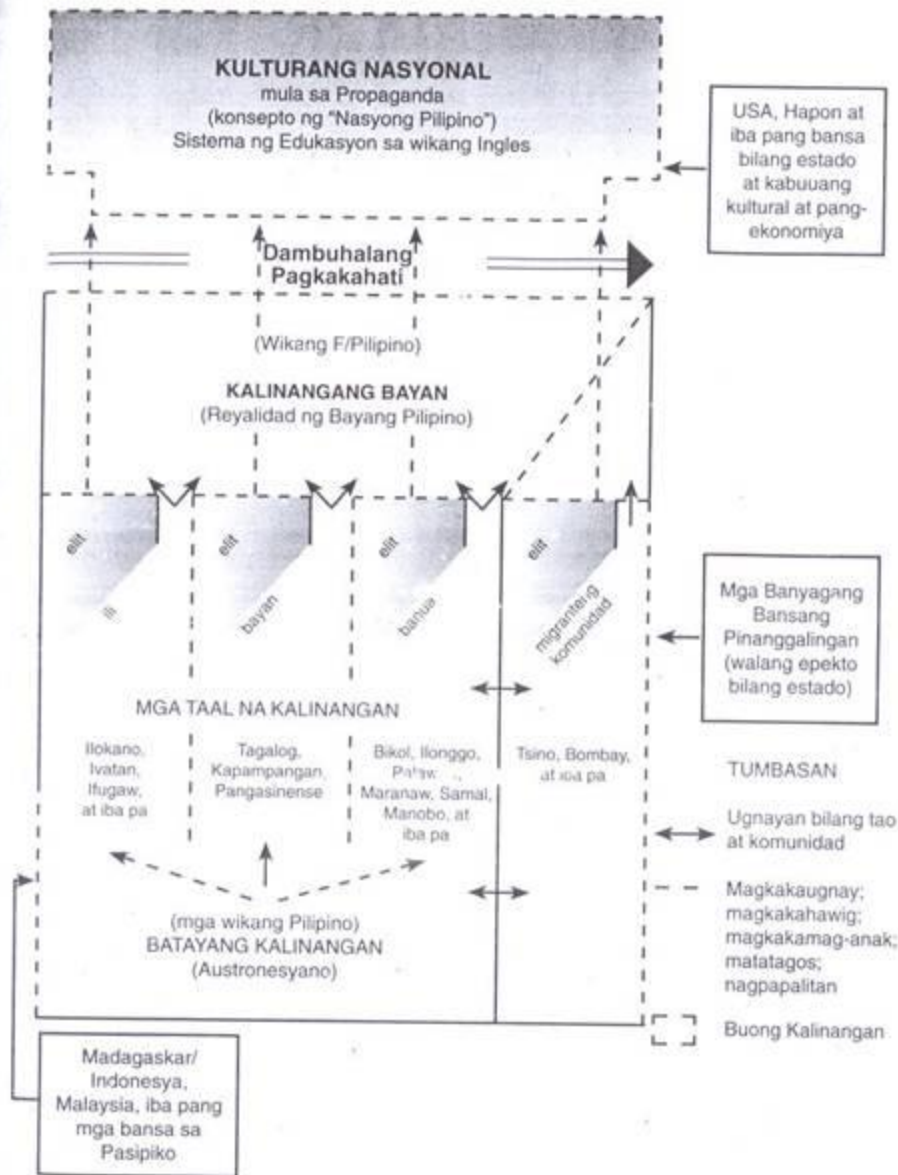 KULTURANG NASYONAL
mula sa Propaganda
(konsepto ng "Nasyong Pilipino")
Sistema ng Edukasyon sa wikang Ingles
USA, Hapon at
iba pang bansa
bilang estado
at kabuuang
kultural at pang-
ekonomiya
Dambuhalang
Pagkakahati
(Wikang F/Pilipino)
KALINANGANG BAYAN
(Reyalidad ng Bayang Pilipino)
elit
ili
elit
bayan
elit
banua
elit
migranteng
komunidad
Mga Banyagang
Bansang
Pinanggalingan
(walang epekto
bilang estado)
MGA TAAL NA KALINANGAN
Ilokano,
Ivatan,
Ifugaw,
at iba pa
Tagalog,
Kapampangan,
Pangasinense
Bikol, Ilonggo,
Maranaw, Samal,
Manobo, at
iba pa
Tsino, Bombay,
at iba pa
(mga wikang Pilipino)
BATAYANG KALINANGAN
(Austronesyano)
TUMBASAN
Ugnayan bilang tao
at komunidad
Magkakaugnay;
magkakahawig;
magkakamag-anak;
matatagos;
nagpapalitan
Buong Kalinangan
Madagaskar/
Indonesya,
Malaysia, iba pang
mga bansa sa
Pasipiko